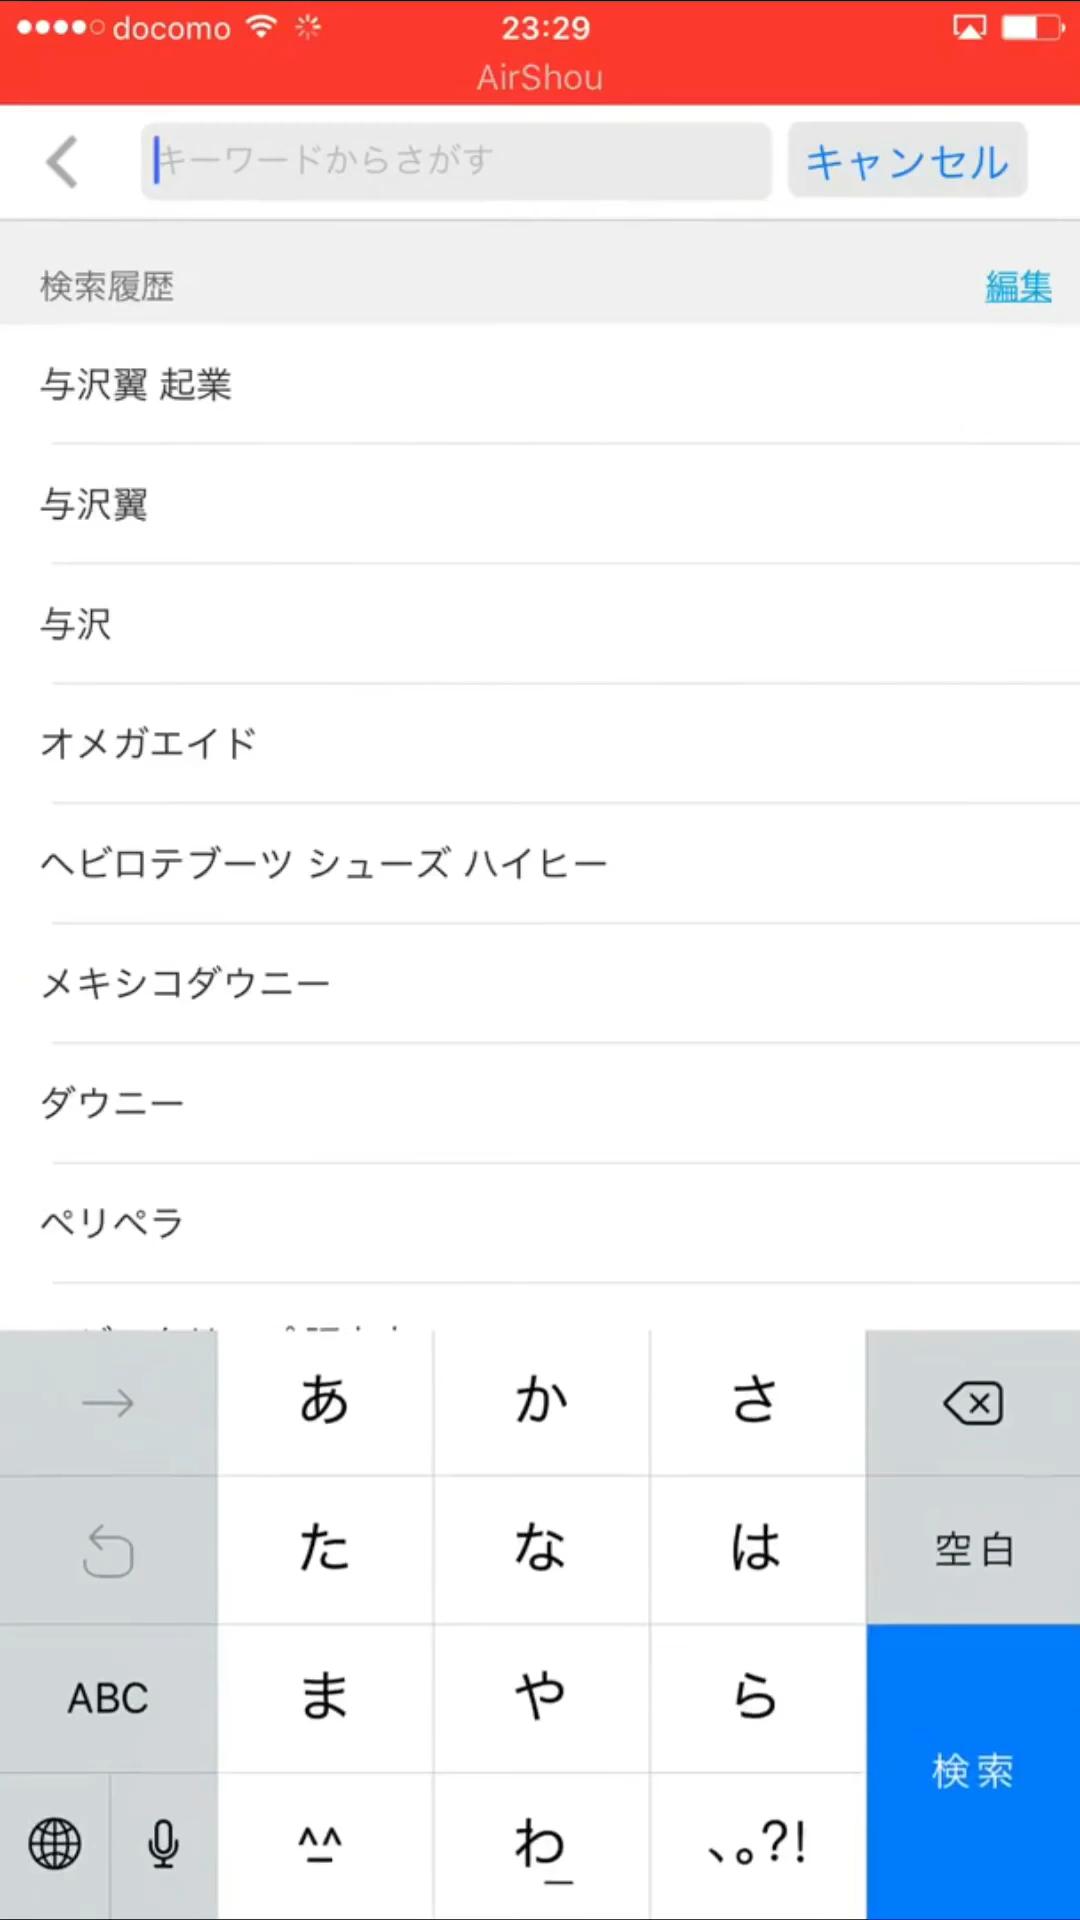 docomo 23:29
AirShou
キーワードからさがす キャンセル
検索履歴 編集
与沢翼 起業
与沢翼
与沢
オメガエイド
ヘビロテブーツ シューズ ハイヒー
メキシコダウニー
ダウニー
ペリペラ
→ あ か さ
た な は 空白
ABC ま や ら
検索
^^ わ 、。?!